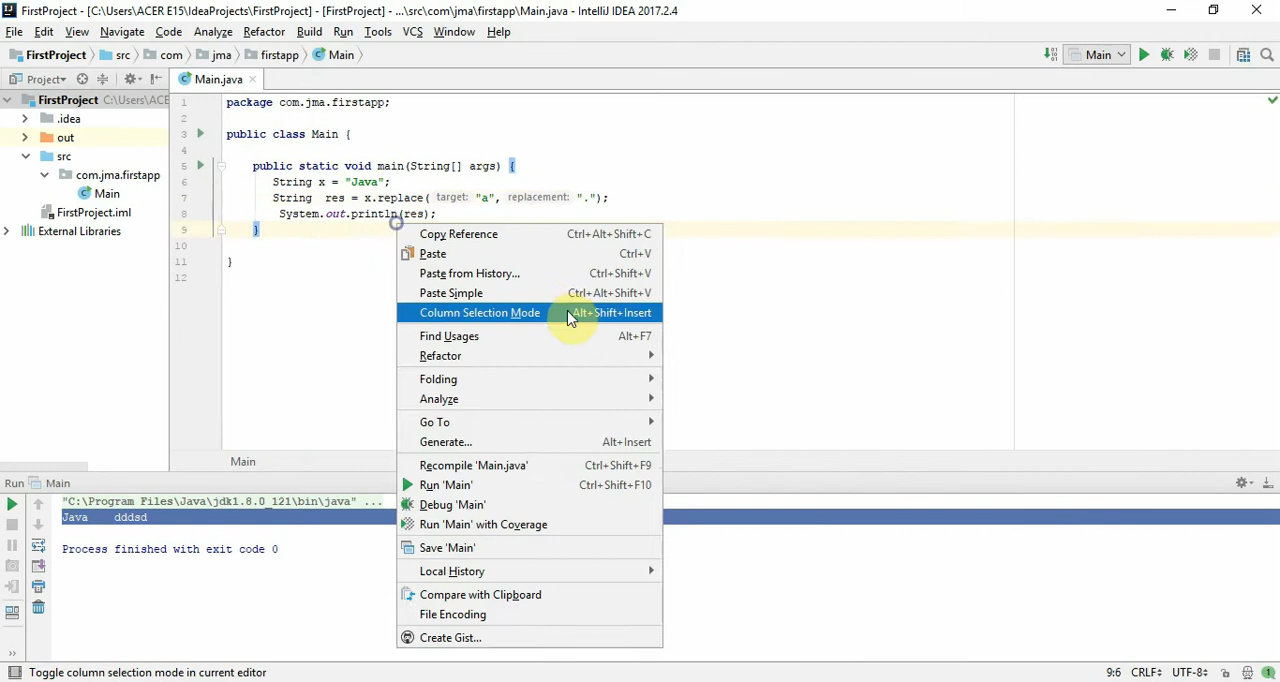 FirstProject - [C:\Users\ACER E15\IdeaProjects\FirstProject] - [FirstProject] - ...\src\com\jma\firstapp\Main.java - IntelliJ IDEA 2017.2.4
File Edit View Navigate Code Analyze Refactor Build Run Tools VCS Window Help
FirstProject src com jma firstapp Main Main
Project Main.java
FirstProject C:\Users\ACE
.idea
out
src
com.jma.firstapp
Main
FirstProject.iml
External Libraries
1 package com.jma.firstapp;
2
3 public class Main {
4
5 public static void main(String[] args) {
6 String x = "Java";
7 String res = x.replace( target: "a", replacement: ".");
8 System.out.println(res);
9 }
10
11 }
12
Main
Copy Reference Ctrl+Alt+Shift+C
Paste Ctrl+V
Paste from History... Ctrl+Shift+V
Paste Simple Ctrl+Alt+Shift+V
Column Selection Mode Alt+Shift+Insert
Find Usages Alt+F7
Refactor
Folding
Analyze
Go To
Generate... Alt+Insert
Recompile 'Main.java' Ctrl+Shift+F9
Run 'Main' Ctrl+Shift+F10
Debug 'Main'
Run 'Main' with Coverage
Save 'Main'
Local History
Compare with Clipboard
File Encoding
Create Gist...
Run Main
"C:\Program Files\Java\jdk1.8.0_121\bin\java" ...
Java dddsd
Process finished with exit code 0
Toggle column selection mode in current editor 9:6 CRLF UTF-8 1